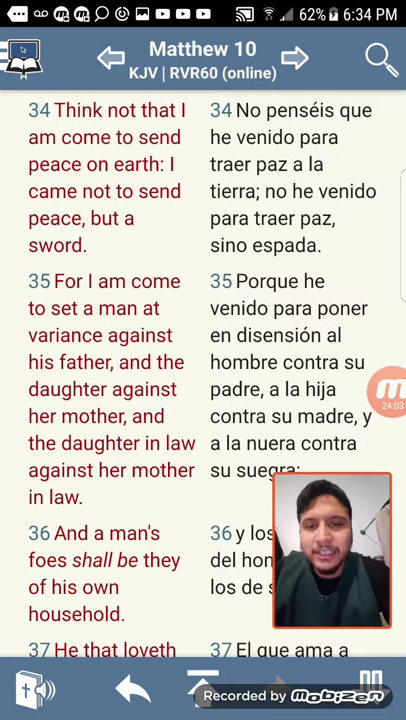 62% 6:34 PM
Matthew 10
KJV | RVR60 (online)
34 Think not that I
am come to send
peace on earth: I
came not to send
peace, but a
sword.
35 For I am come
to set a man at
variance against
his father, and the
daughter against
her mother, and
the daughter in law
against her mother
in law.
36 And a man's
foes shall be they
of his own
household.
37 He that loveth
34 No penséis que
he venido para
traer paz a la
tierra; no he venido
para traer paz,
sino espada.
35 Porque he
venido para poner
en disensión al
hombre contra su
padre, a la hija
contra su madre, y
a la nuera contra
su suegra;
36 y los
del hom
los de s
37 El que ama a
24:03
Recorded by
mobizen